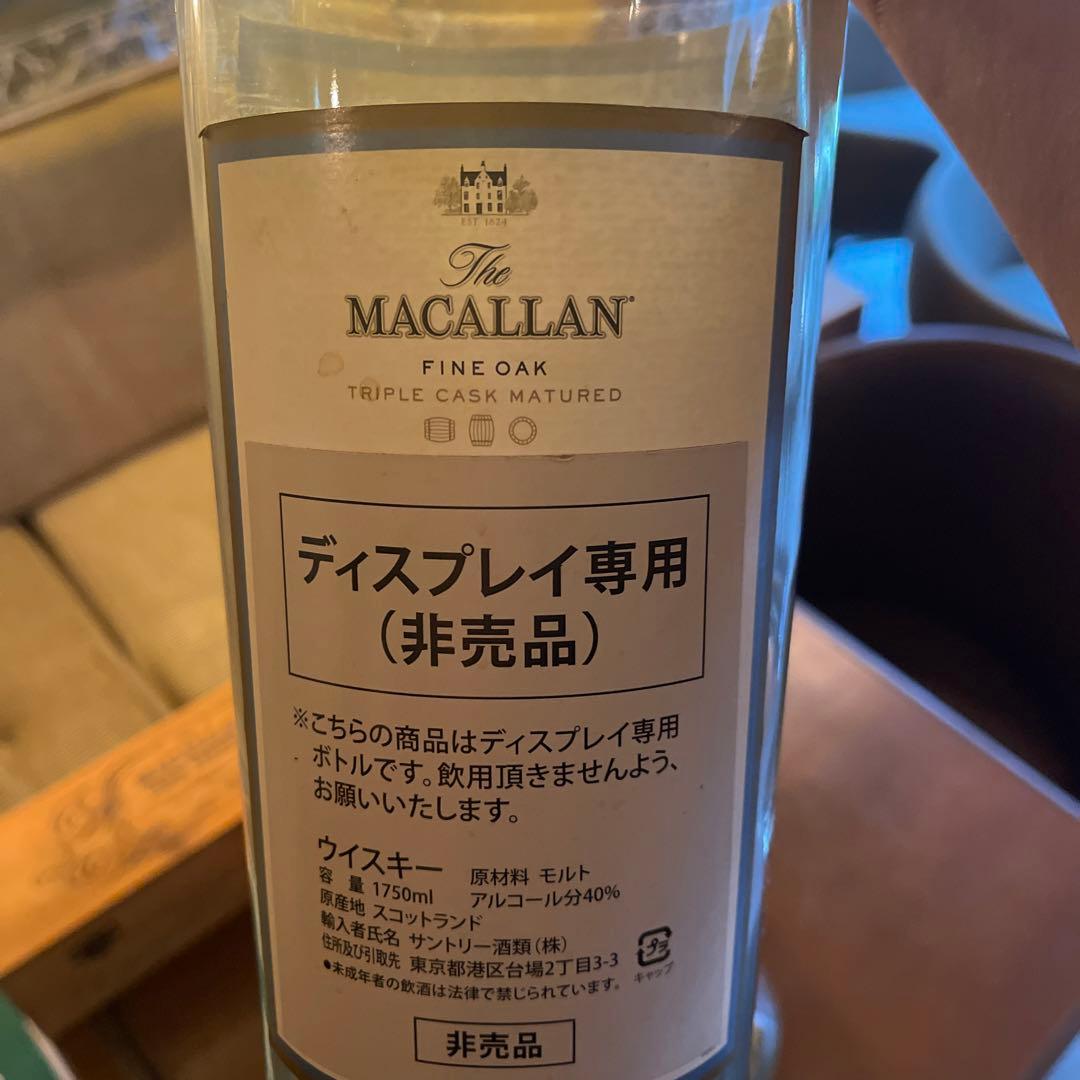 EST. 1824
The
MACALLAN
FINE OAK
TRIPLE CASK MATURED
ディスプレイ専用
（非売品）
※こちらの商品はディスプレイ専用
ボトルです。飲用頂きませんよう、
お願いいたします。
ウイスキー
容　量 1750ml
原産地 スコットランド
原材料 モルト
アルコール分40%
輸入者氏名 サントリー酒類（株）
住所及び引取先 東京都港区台場2丁目3-3
●未成年者の飲酒は法律で禁じられています。
プラ
キャップ
非売品